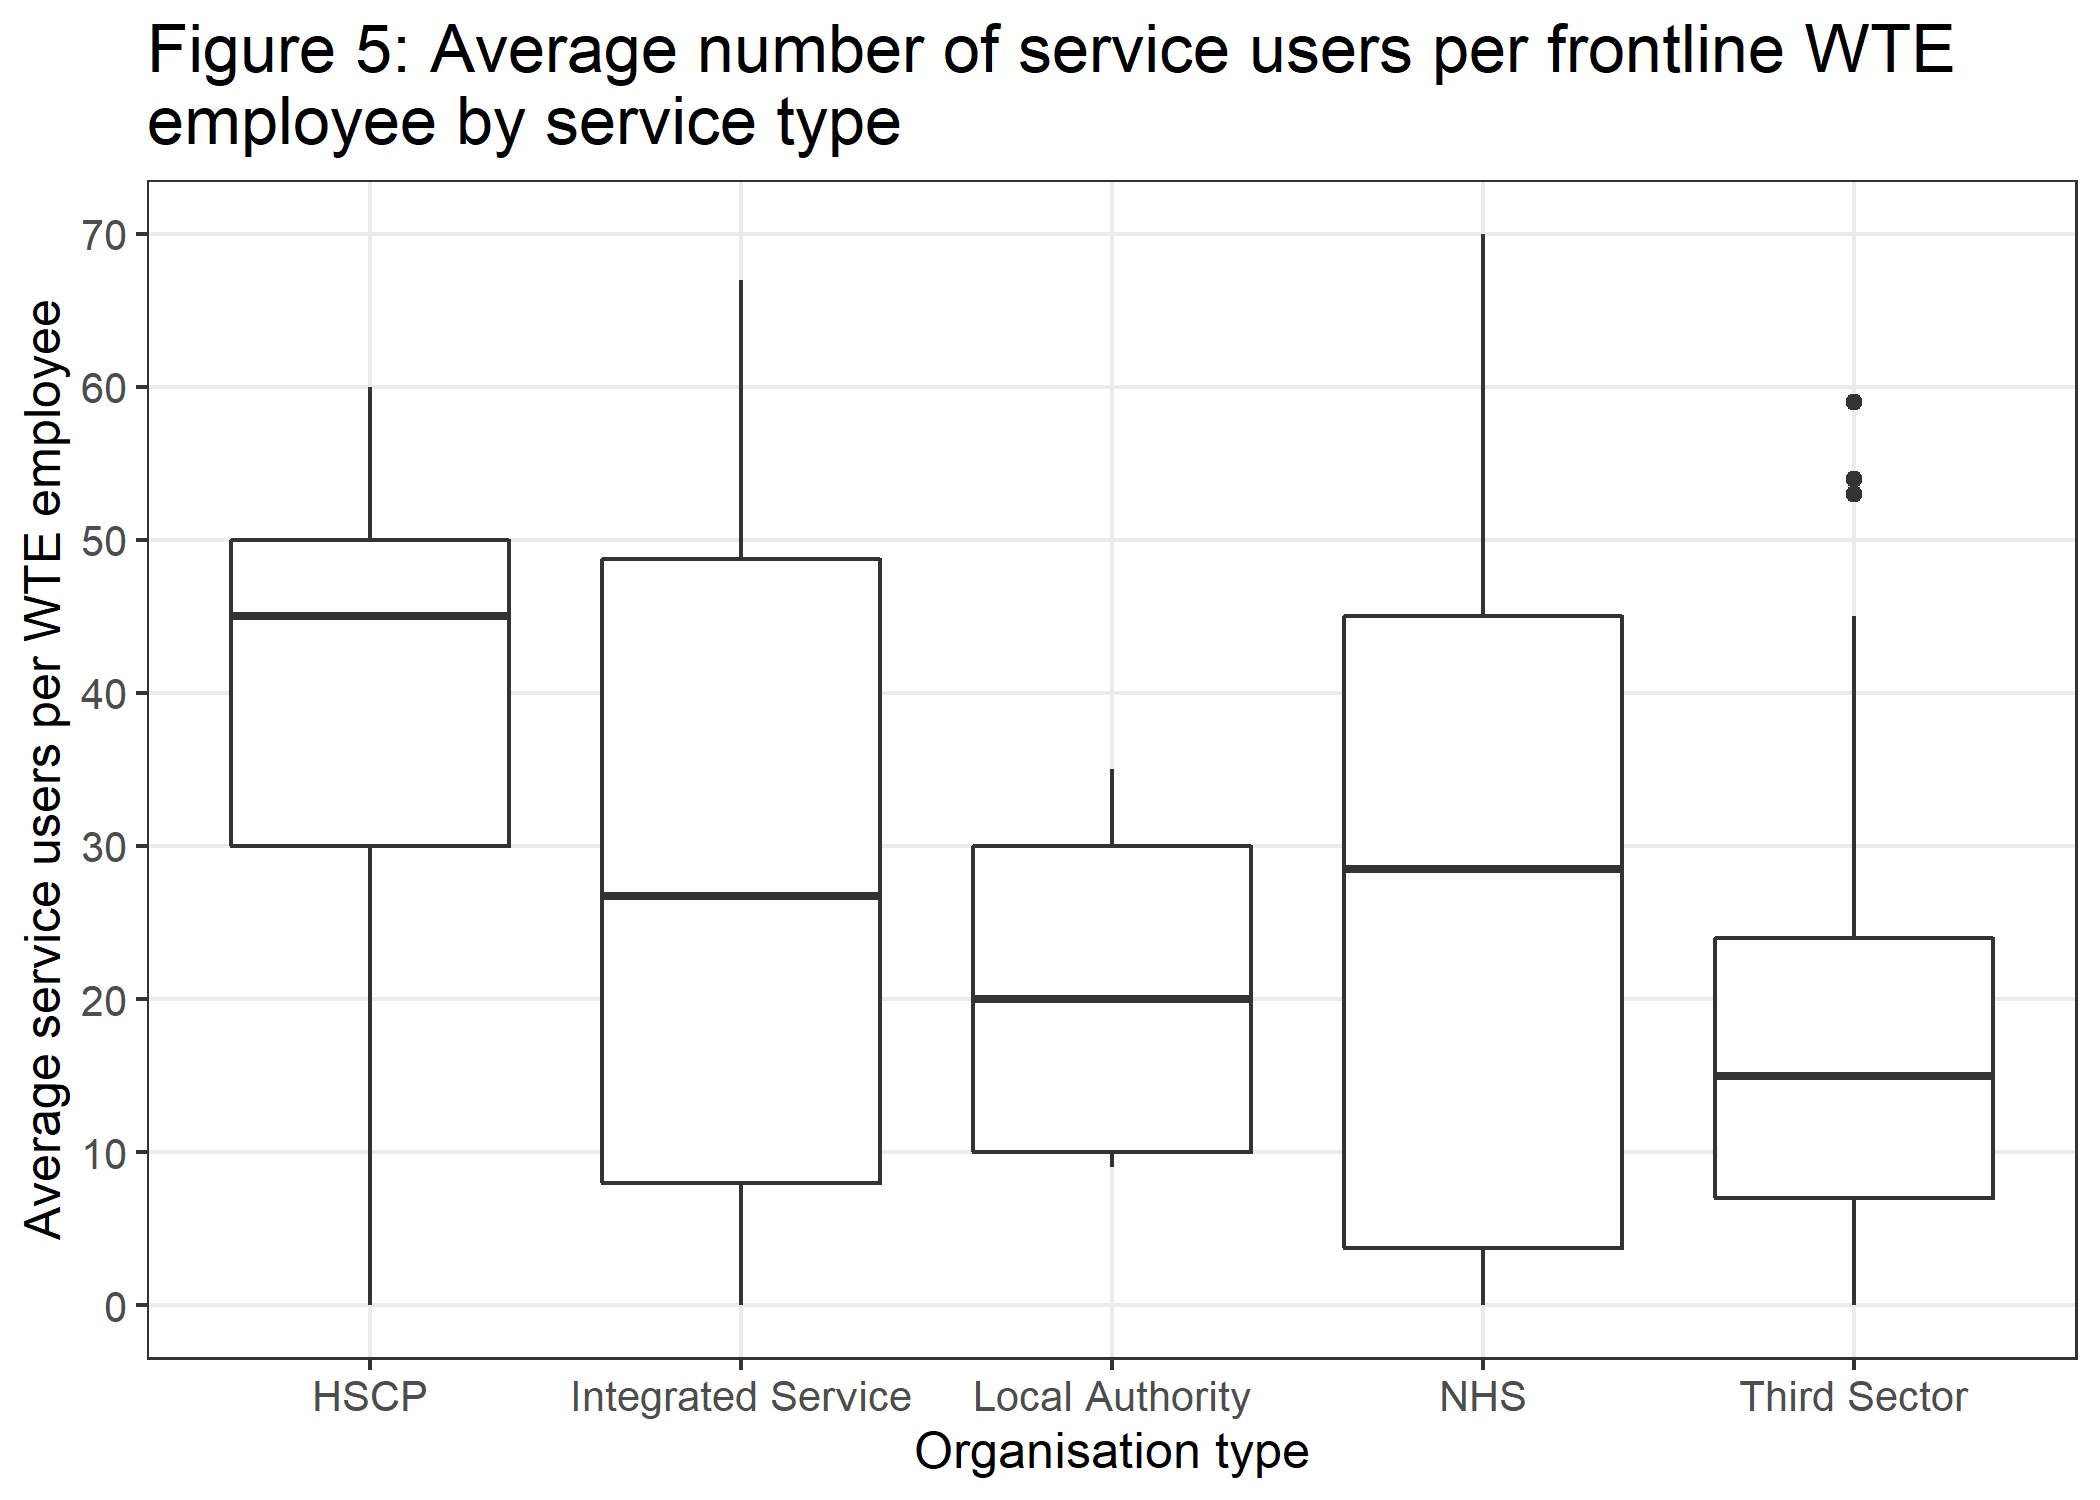 Figure 5: Average number of service users per frontline WTE
employee by service type
Average service users per WTE employee
70
60
50
40
30
20
10
0
HSCP
Integrated Service
Local Authority
NHS
Third Sector
Organisation type